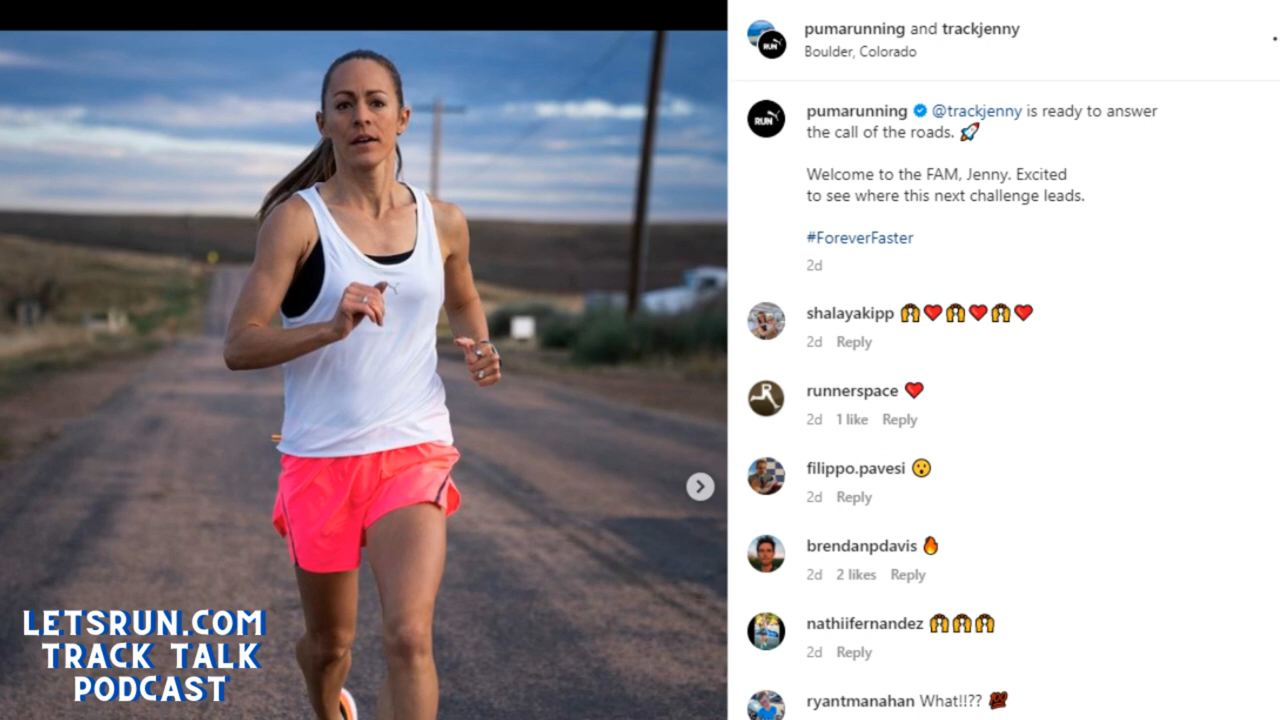 pumarunning and trackjenny
Boulder, Colorado
RUN
RUN
pumarunning @trackjenny is ready to answer
the call of the roads. 🚀
Welcome to the FAM, Jenny. Excited
to see where this next challenge leads.
#ForeverFaster
2d
shalayakipp 🙌❤️🙌❤️🙌❤️
2d Reply
runnerspace ❤️
2d 1 like Reply
filippo.pavesi 😮
2d Reply
brendanpdavis 🔥
2d 2 likes Reply
nathiifernandez 🙌🙌🙌
2d Reply
ryantmanahan What!!?? 💯
LETSRUN.COM
TRACK TALK
PODCAST